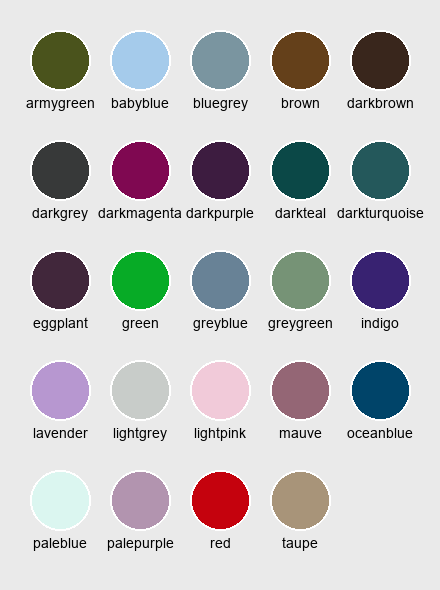 armygreen babyblue bluegrey brown darkbrown
darkgrey darkmagenta darkpurple darkteal darkturquoise
eggplant green greyblue greygreen indigo
lavender lightgrey lightpink mauve oceanblue
paleblue palepurple red taupe